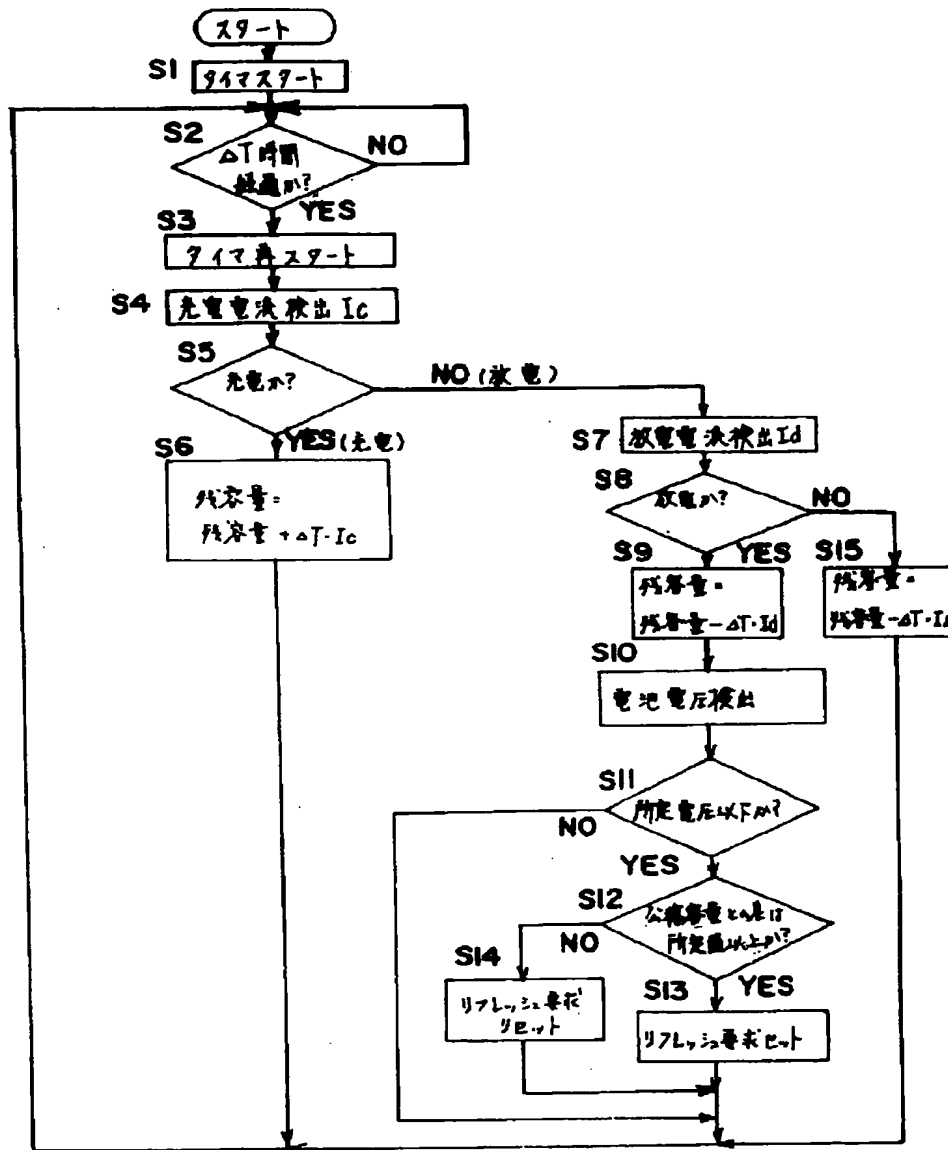 スタート
S1
タイマスタート
S2
ΔT時間
経過か?
NO
YES
S3
タイマ再スタート
S4
充電電流検出Ic
S5
充電か?
NO(放電)
YES(充電)
S6
残容量=
残容量+ΔT・Ic
S7
放電電流検出Id
S8
放電か?
NO
YES
S9
残容量=
残容量-ΔT・Id
S15
残容量=
残容量-ΔT・I
S10
電池電圧検出
S11
所定電圧以下か?
NO
YES
S12
公称容量との差は
所定値以上か?
NO
YES
S14
リフレッシュ要求
リセット
S13
リフレッシュ要求セット